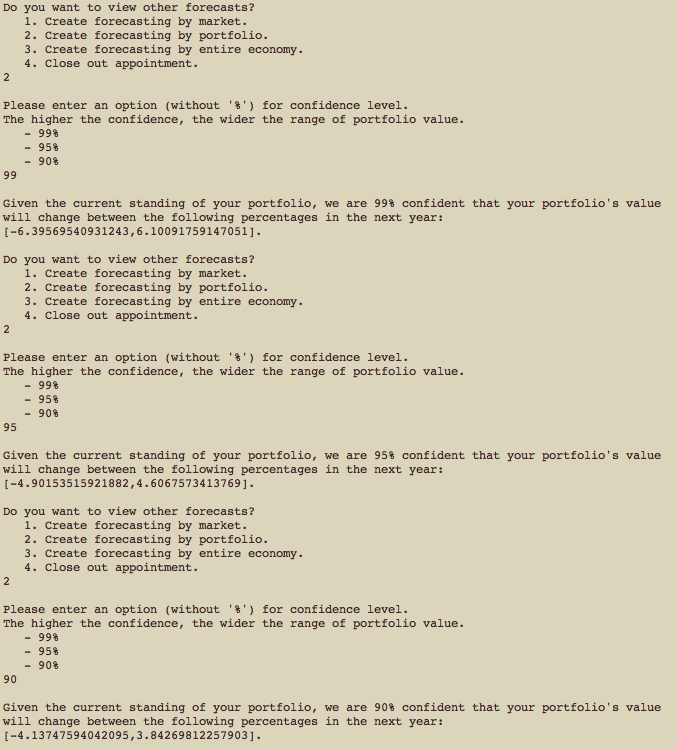 Do you want to view other forecasts?
1. Create forecasting by market.
2. Create forecasting by portfolio.
3. Create forecasting by entire economy.
4. Close out appointment.
2
Please enter an option (without '%') for confidence level.
The higher the confidence, the wider the range of portfolio value.
- 99%
- 95%
- 90%
99
Given the current standing of your portfolio, we are 99% confident that your portfolio's value
will change between the following percentages in the next year:
[-6.39569540931243,6.10091759147051].
Do you want to view other forecasts?
1. Create forecasting by market.
2. Create forecasting by portfolio.
3. Create forecasting by entire economy.
4. Close out appointment.
2
Please enter an option (without '%') for confidence level.
The higher the confidence, the wider the range of portfolio value.
- 99%
- 95%
- 90%
95
Given the current standing of your portfolio, we are 95% confident that your portfolio's value
will change between the following percentages in the next year:
[-4.90153515921882,4.6067573413769].
Do you want to view other forecasts?
1. Create forecasting by market.
2. Create forecasting by portfolio.
3. Create forecasting by entire economy.
4. Close out appointment.
2
Please enter an option (without '%') for confidence level.
The higher the confidence, the wider the range of portfolio value.
- 99%
- 95%
- 90%
90
Given the current standing of your portfolio, we are 90% confident that your portfolio's value
will change between the following percentages in the next year:
[-4.13747594042095,3.84269812257903].